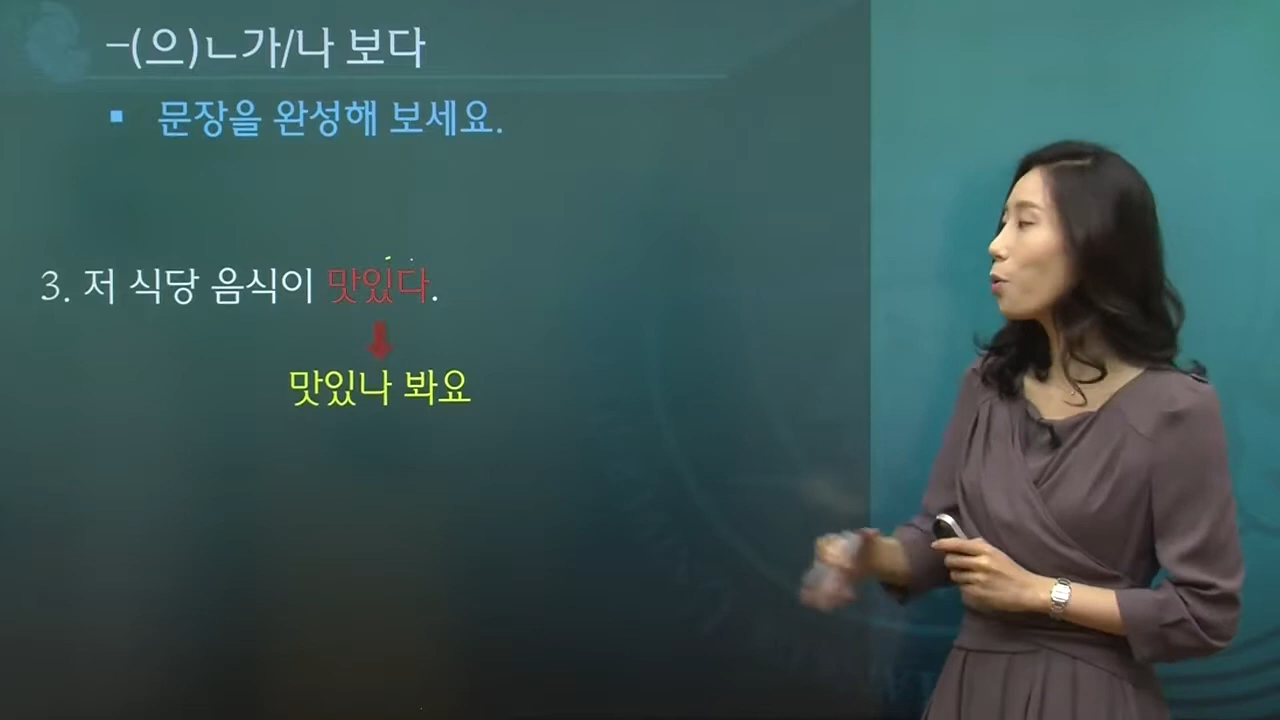 –(으)ㄴ가/나 보다
▪ 문장을 완성해 보세요.
3. 저 식당 음식이 맛있다.
맛있나 봐요